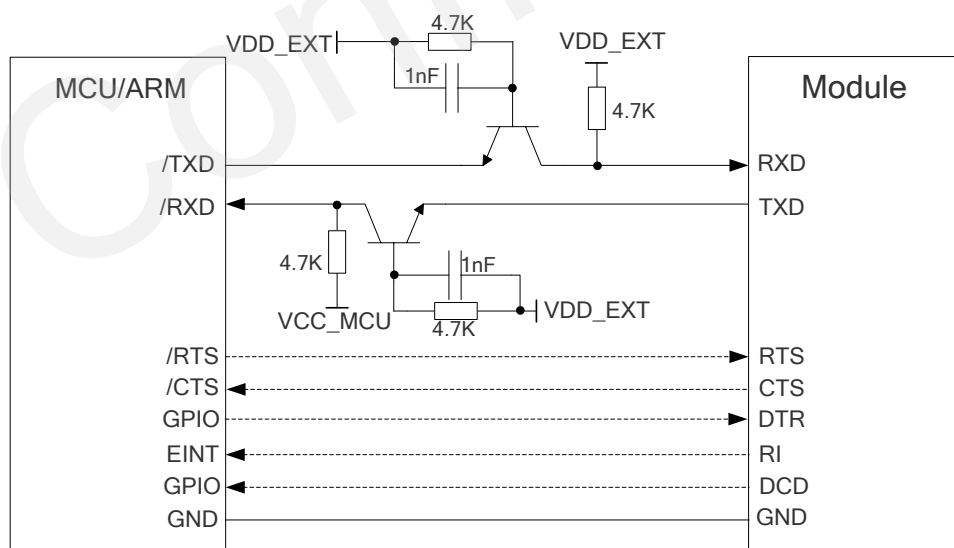 4.7K
VDD_EXT
VDD_EXT
1nF
MCU/ARM
Module
4.7K
/TXD
RXD
/RXD
TXD
4.7K
1nF
VCC_MCU
4.7K
VDD_EXT
/RTS
RTS
/CTS
CTS
GPIO
DTR
EINT
RI
GPIO
DCD
GND
GND